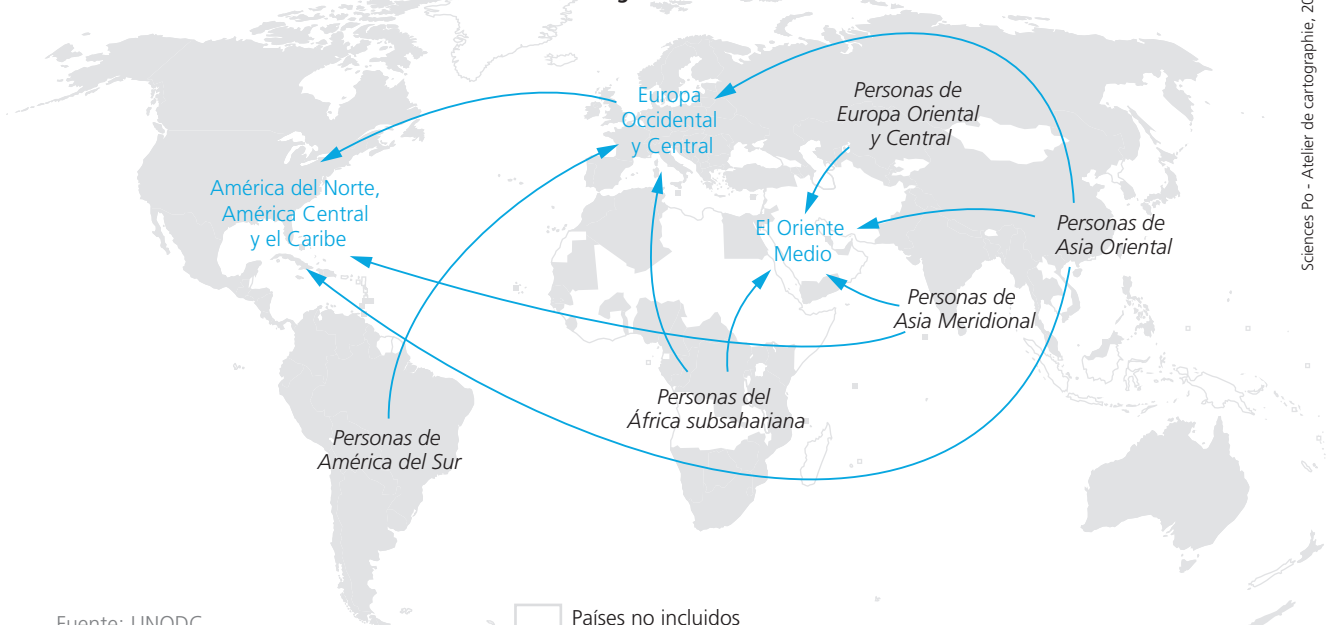 Europa
Occidental
y Central
Personas de
Europa Oriental
y Central
América del Norte,
América Central
y el Caribe
El Oriente
Medio
Personas de
Asia Oriental
Personas de
Asia Meridional
Personas del
África subsahariana
Personas de
América del Sur
Fuente: UNODC
Países no incluidos
Sciences Po - Atelier de cartographie,